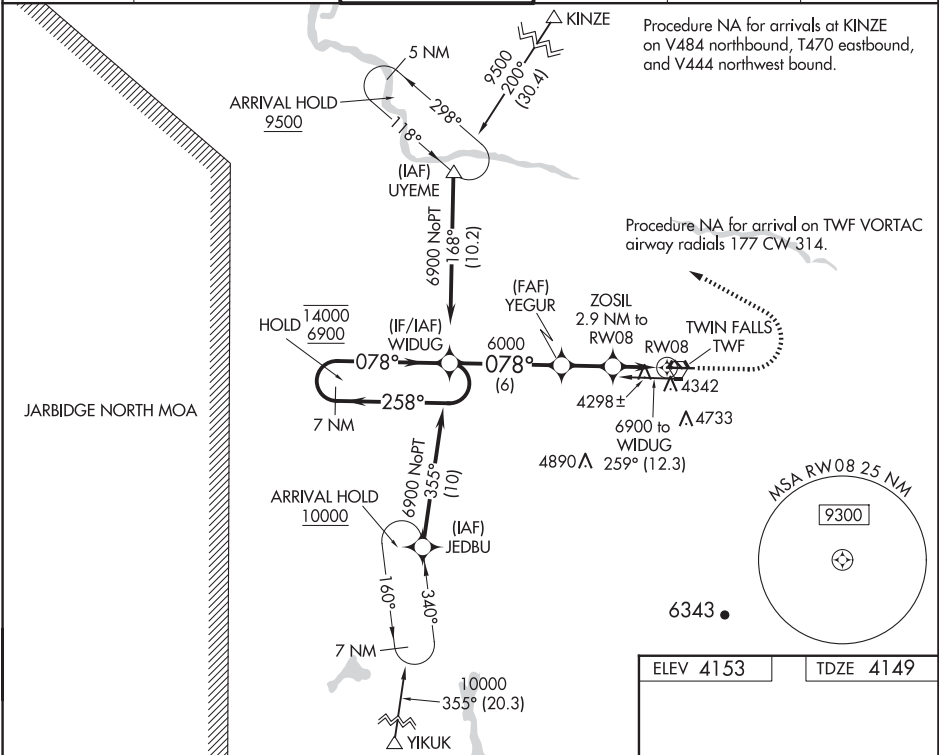 KINZE
Procedure NA for arrivals at KINZE
on V484 northbound, T470 eastbound,
and V444 northwest bound.
5 NM
9500
200°
(30.4)
ARRIVAL HOLD
9500
298°
118°
(IAF)
UYEME
6900 NoPT
168°
(10.2)
Procedure NA for arrival on TWF VORTAC
airway radials 177 CW 314.
(FAF)
YEGUR
ZOSIL
2.9 NM to
RW08
HOLD
14000
6900
(IF/IAF)
WIDUG
6000
078°
(6)
RW08
TWIN FALLS
TWF
078°
258°
7 NM
4342
4298±
4733
6900 to
WIDUG
259° (12.3)
4890
JARBIDGE NORTH MOA
6900 NoPT
355°
(10)
ARRIVAL HOLD
10000
(IAF)
JEDBU
MSA RW08 25 NM
9300
160°
340°
6343
7 NM
10000
355° (20.3)
YIKUK
ELEV 4153
TDZE 4149